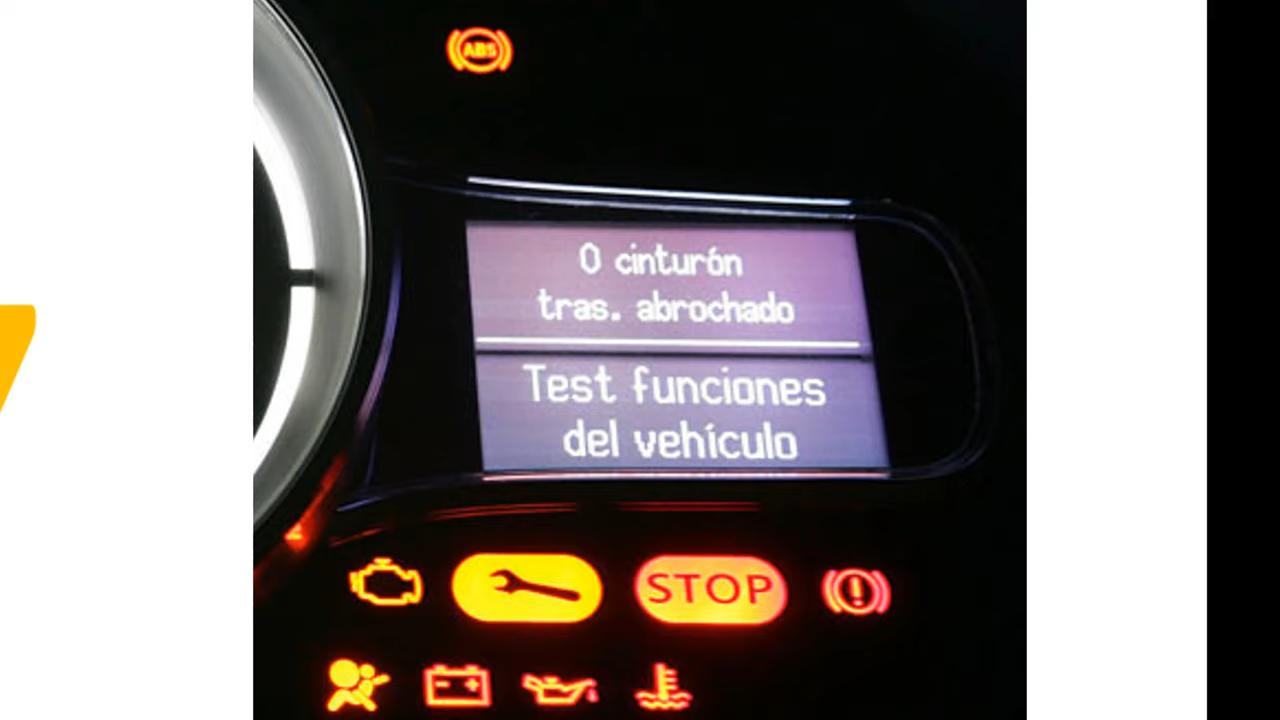 ABS
0 cinturón
tras. abrochado
Test funciones
del vehículo
STOP